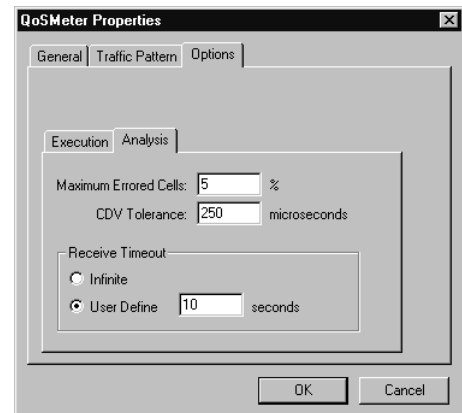 QoSMeter Properties
General Traffic Pattern Options
Execution Analysis
Maximum Errored Cells: 5 %
CDV Tolerance: 250 microseconds
Receive Timeout
Infinite
User Define 10 seconds
OK Cancel